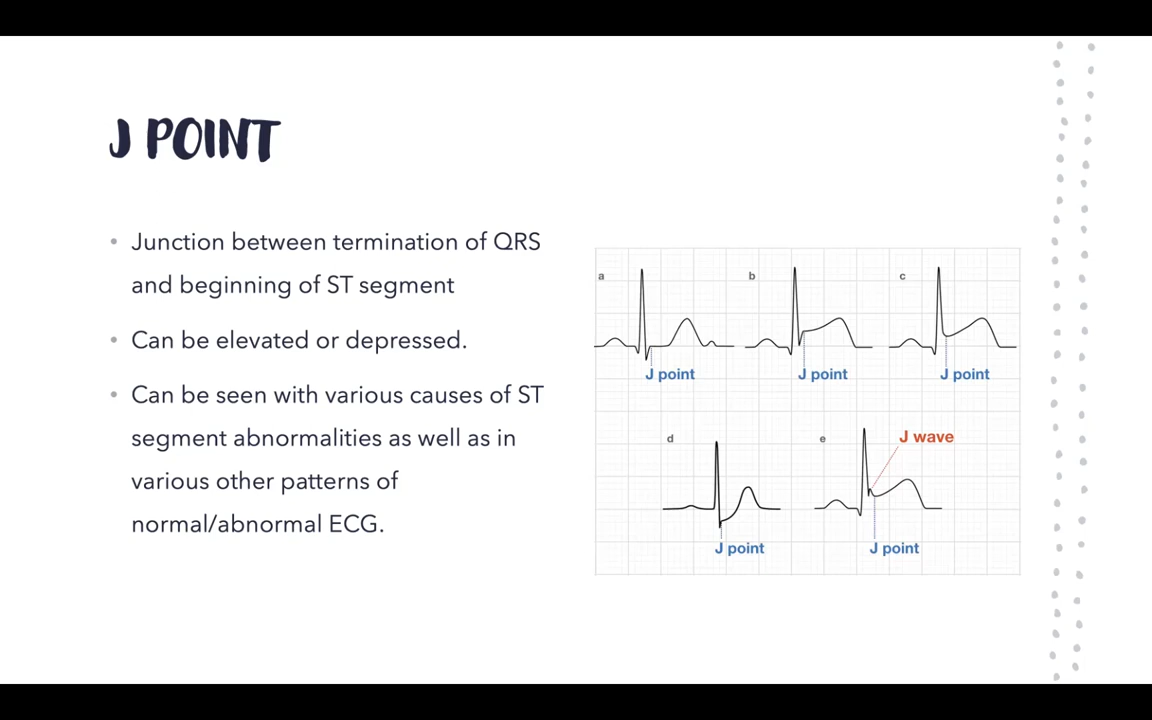 J POINT
• Junction between termination of QRS
and beginning of ST segment
• Can be elevated or depressed.
• Can be seen with various causes of ST
segment abnormalities as well as in
various other patterns of
normal/abnormal ECG.
a b c
J point J point J point
d e J wave
J point J point